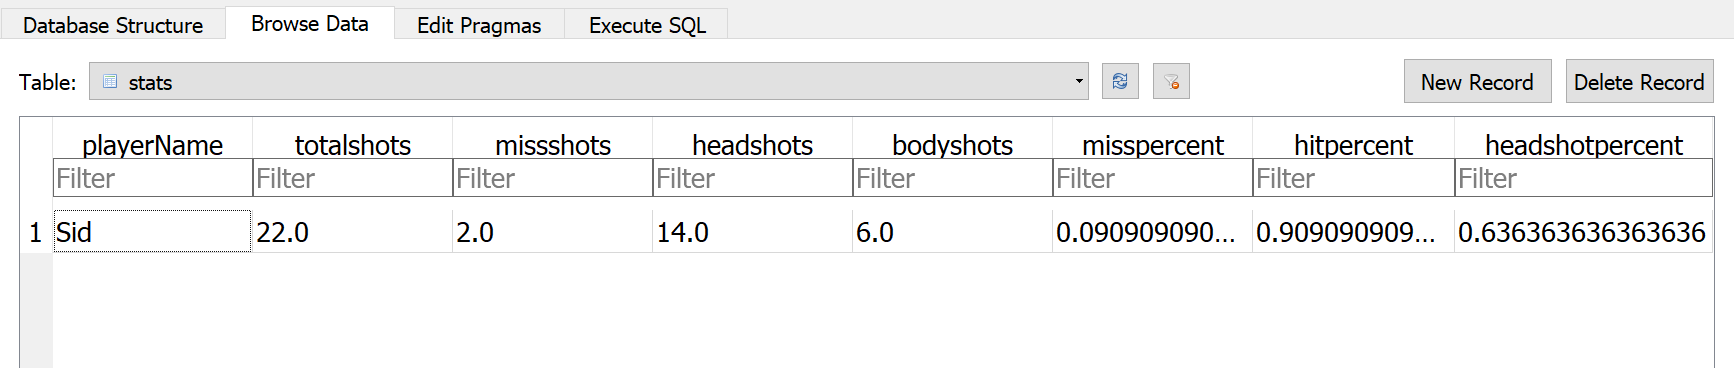 Database Structure Browse Data Edit Pragmas Execute SQL
Table: stats New Record Delete Record
playerName totalshots missshots headshots bodyshots misspercent hitpercent headshotpercent
Filter Filter Filter Filter Filter Filter Filter Filter
1 Sid 22.0 2.0 14.0 6.0 0.090909090... 0.909090909... 0.636363636363636